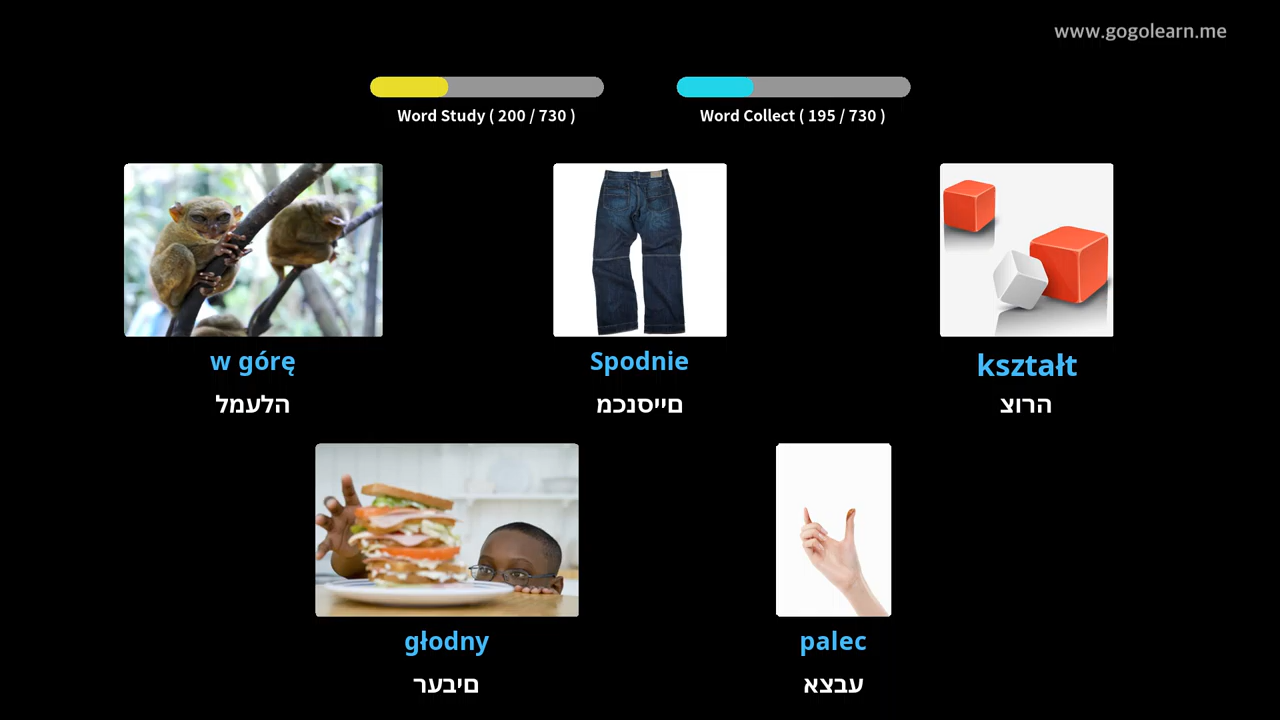 www.gogolearn.me
Word Study ( 200 / 730 )
Word Collect ( 195 / 730 )
w górę
Spodnie
kształt
הלעמל
םייסנכמ
הרוצ
głodny
palec
םיבער
עבצא